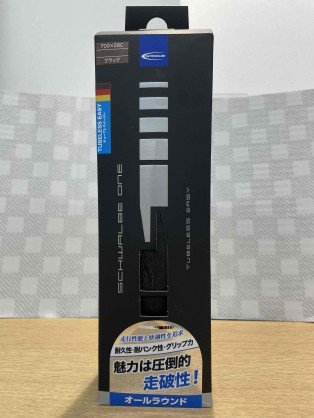 700×28C
ブラック
SCHWALBE
TUBELESS EASY
SCHWALBE ONE
TUBELESS EASY
走行性能と快適性を追求
耐久性・耐パンク性・グリップ力
魅力は圧倒的
走破性！
オールラウンド